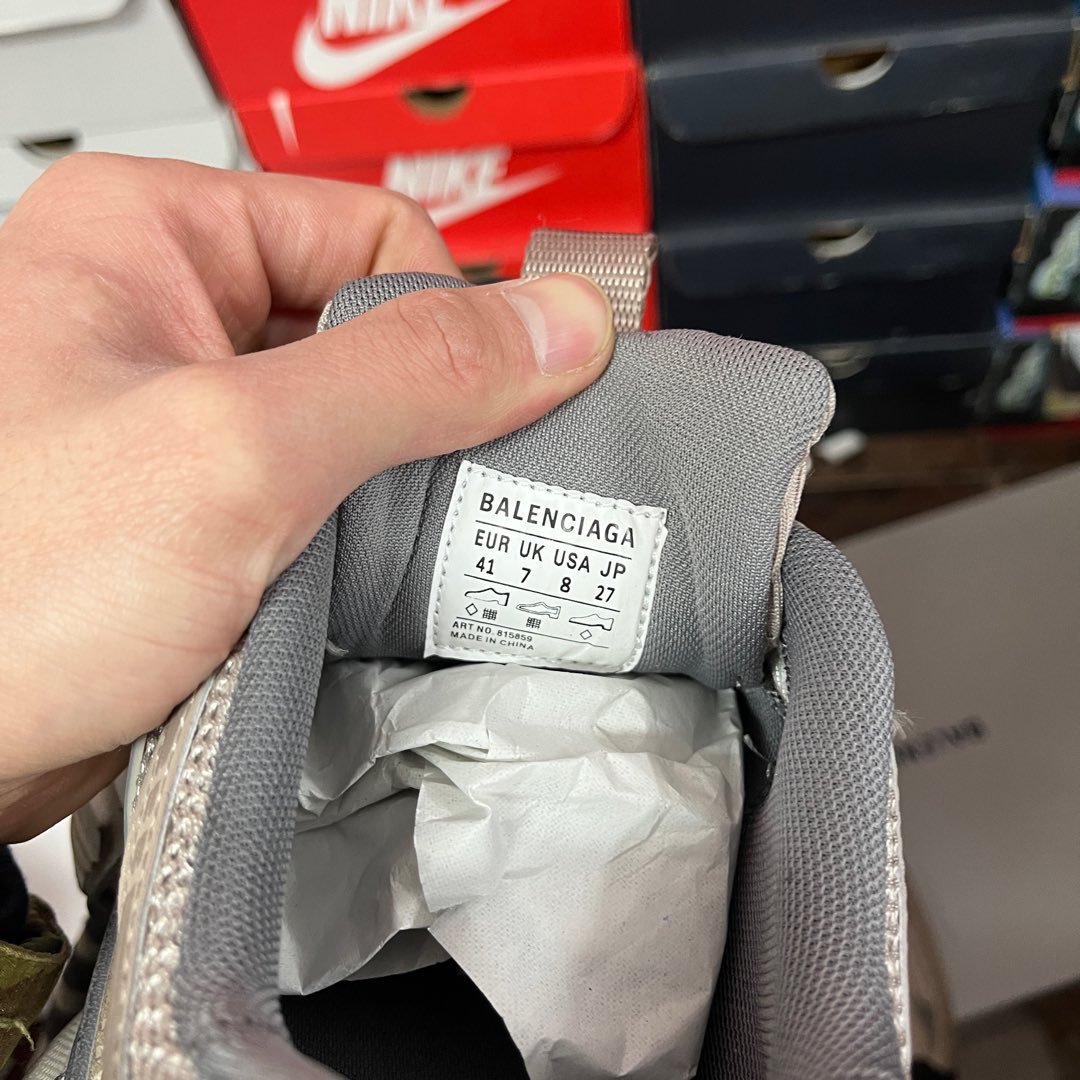 NIKE
NIKE
BALENCIAGA
EUR UK USA JP
41 7 8 27
ART NO. 815859
MADE IN CHINA